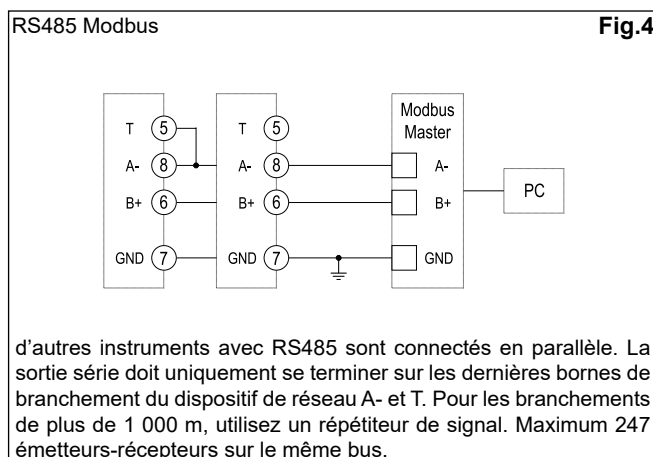 RS485 Modbus Fig.4
Modbus
Master
T 5 T 5
A- 8 A- 8 A-
B+ 6 B+ 6 B+
PC
GND 7 GND 7 GND
d’autres instruments avec RS485 sont connectés en parallèle. La
sortie série doit uniquement se terminer sur les dernières bornes de
branchement du dispositif de réseau A- et T. Pour les branchements
de plus de 1 000 m, utilisez un répétiteur de signal. Maximum 247
émetteurs-récepteurs sur le même bus.